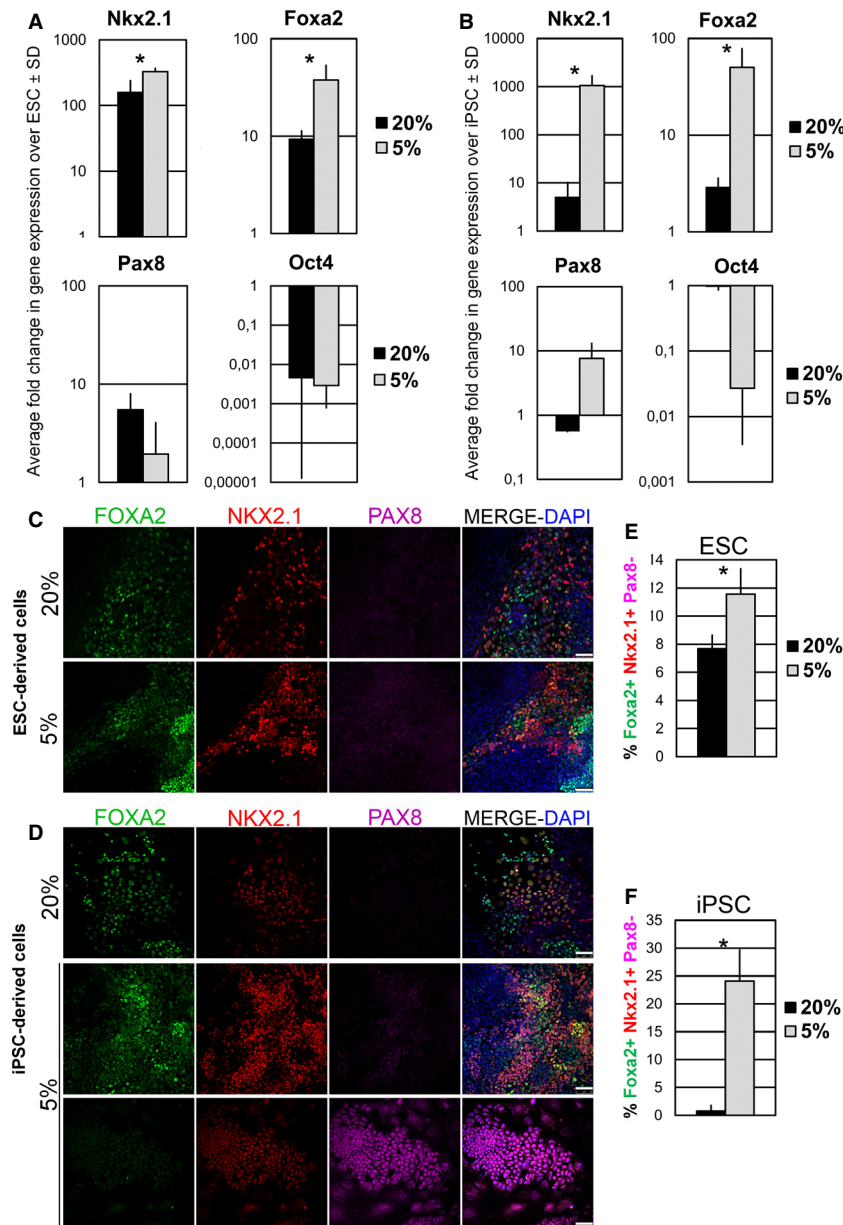 A
Nkx2.1
Foxa2
Average fold change in gene expression over ESC ± SD
1000
100
10
1
*
100
10
1
*
20%
5%
Pax8
Oct4
100
10
1
1
0,1
0,01
0,001
0,0001
0,00001
20%
5%
B
Nkx2.1
Foxa2
Average fold change in gene expression over iPSC ± SD
10000
1000
100
10
1
*
100
10
1
*
20%
5%
Pax8
Oct4
100
10
1
0,1
1
0,1
0,01
0,001
20%
5%
C
FOXA2 NKX2.1 PAX8 MERGE-DAPI
ESC-derived cells
20%
5%
D
FOXA2 NKX2.1 PAX8 MERGE-DAPI
iPSC-derived cells
20%
5%
E
ESC
% Foxa2+ Nkx2.1+ Pax8-
14
12
10
8
6
4
2
0
*
20%
5%
F
iPSC
% Foxa2+ Nkx2.1+ Pax8-
35
30
25
20
15
10
5
0
*
20%
5%